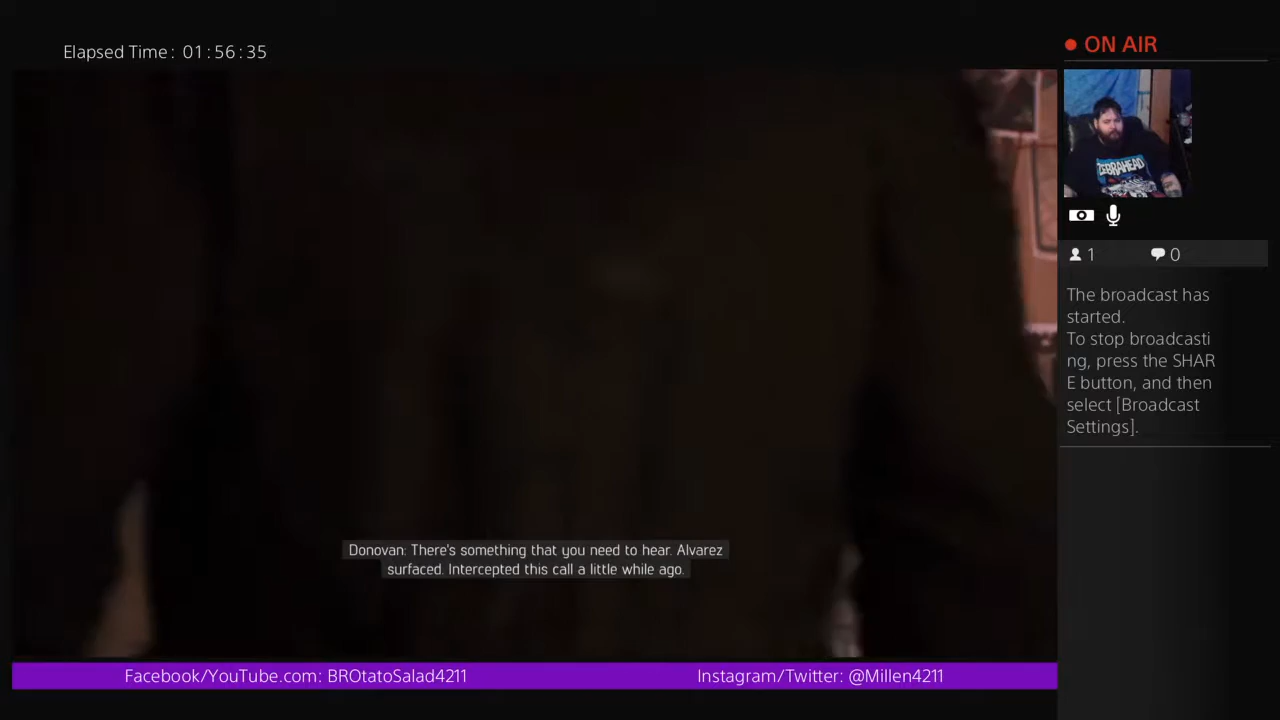 Elapsed Time: 01:56:35
ON AIR
ZEBRAHEAD
1
0
The broadcast has
started.
To stop broadcasti
ng, press the SHAR
E button, and then
select [Broadcast
Settings].
Donovan: There's something that you need to hear. Alvarez
surfaced. Intercepted this call a little while ago.
Facebook/YouTube.com: BROtatoSalad4211
Instagram/Twitter: @Millen4211